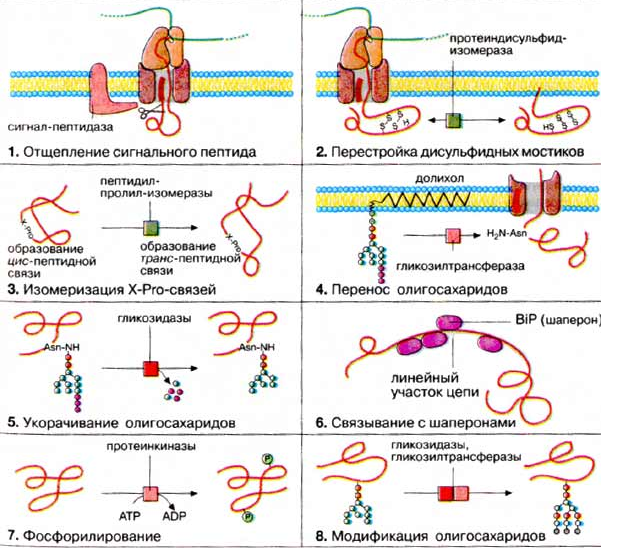 сигнал-пептидаза
1. Отщепление сигнального пептида
протеиндисульфид-
изомераза
S
S
S
S
H
HS
S
S
2. Перестройка дисульфидных мостиков
пептидил-
пролил-изомеразы
X-Pro
X-Pro
образование
цис-пептидной
связи
образование
транс-пептидной
связи
3. Изомеризация X-Pro-связей
долихол
H₂N-Asn
гликозилтрансфераза
4. Перенос олигосахаридов
гликозидазы
Asn-NH
Asn-NH
5. Укорачивание олигосахаридов
BiP (шаперон)
линейный
участок цепи
6. Связывание с шаперонами
протеинкиназы
P
P
ATP
ADP
7. Фосфорилирование
гликозидазы,
гликозилтрансферазы
8. Модификация олигосахаридов